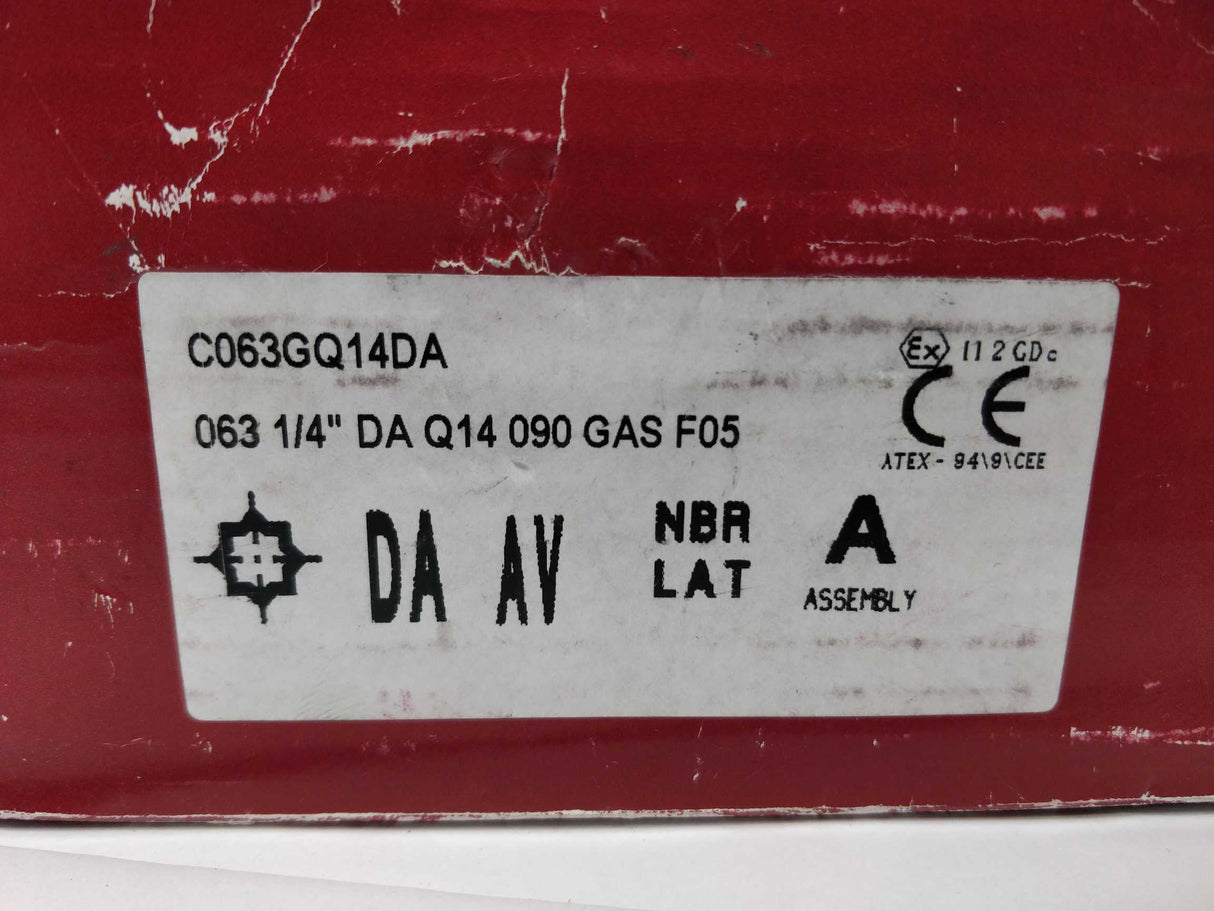 C063GQ14DA
063 1/4" DA Q14 090 GAS F05
Ex II 2 GD c
CE
ATEX - 94\9\CEE
DA AV
NBR
LAT
A
ASSEMBLY